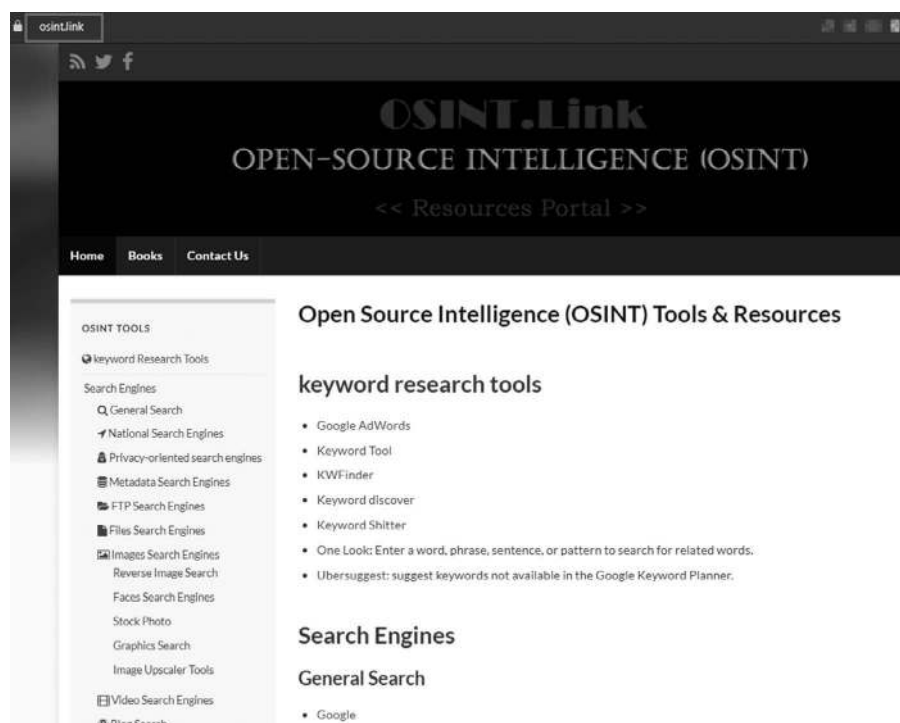 osint.link
OSINT.Link
OPEN-SOURCE INTELLIGENCE (OSINT)
<< Resources Portal >>
Home Books Contact Us
OSINT TOOLS
keyword Research Tools
Search Engines
General Search
National Search Engines
Privacy-oriented search engines
Metadata Search Engines
FTP Search Engines
Files Search Engines
Images Search Engines
Reverse Image Search
Faces Search Engines
Stock Photo
Graphics Search
Image Upscaler Tools
Video Search Engines
Blog Search
Open Source Intelligence (OSINT) Tools & Resources
keyword research tools
• Google AdWords
• Keyword Tool
• KWFinder
• Keyword discover
• Keyword Shitter
• One Look: Enter a word, phrase, sentence, or pattern to search for related words.
• Ubersuggest: suggest keywords not available in the Google Keyword Planner.
Search Engines
General Search
• Google